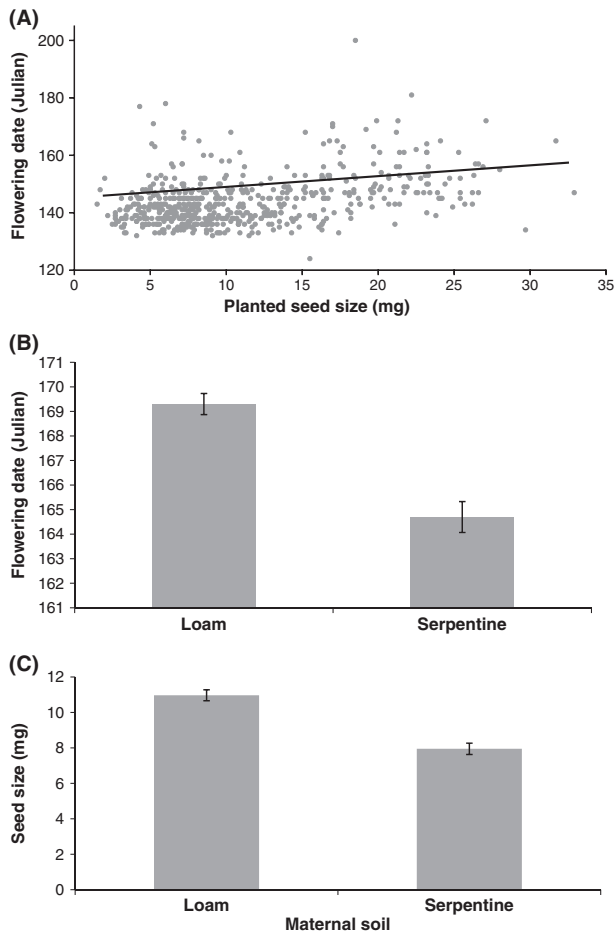 (A)
Flowering date (Julian)
200
180
160
140
120
0 5 10 15 20 25 30 35
Planted seed size (mg)
(B)
Flowering date (Julian)
171
170
169
168
167
166
165
164
163
162
161
Loam Serpentine
(C)
Seed size (mg)
12
10
8
6
4
2
0
Loam Serpentine
Maternal soil